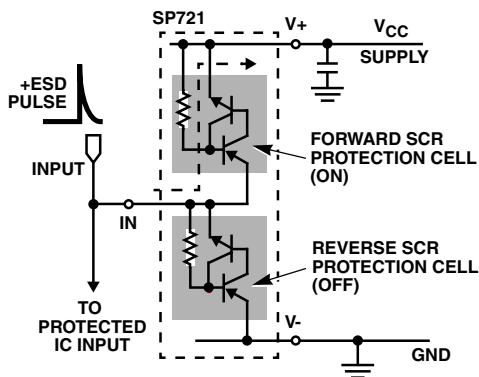 SP721
V+
VCC
SUPPLY
+ESD
PULSE
INPUT
FORWARD SCR
PROTECTION CELL
(ON)
IN
REVERSE SCR
PROTECTION CELL
(OFF)
TO
PROTECTED
IC INPUT
V-
GND